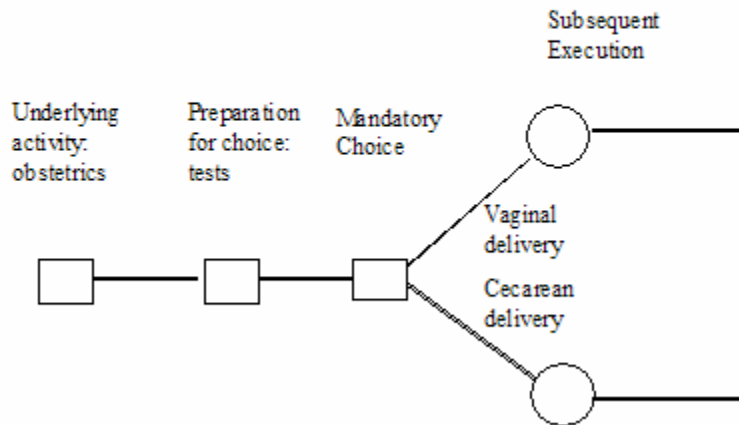 Subsequent
Execution
Underlying
activity:
obstetrics
Preparation
for choice:
tests
Mandatory
Choice
Vaginal
delivery
Cecarean
delivery